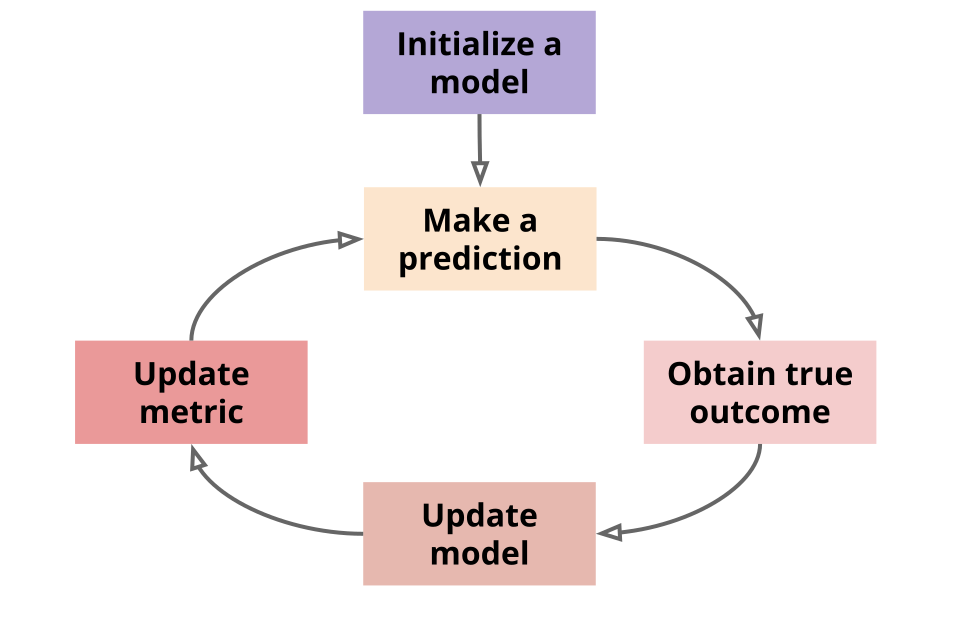 Initialize a
model
Make a
prediction
Obtain true
outcome
Update
model
Update
metric